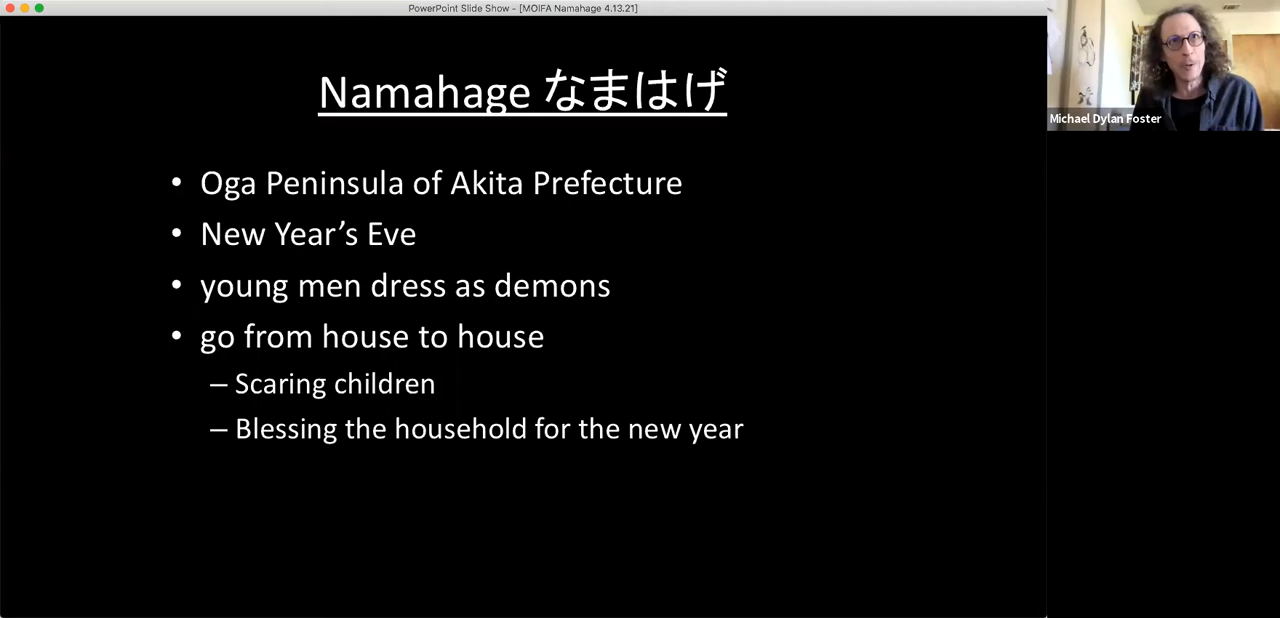 PowerPoint Slide Show - [MOIFA Namahage 4.13.21]
Namahage なまはげ
• Oga Peninsula of Akita Prefecture
• New Year’s Eve
• young men dress as demons
• go from house to house
– Scaring children
– Blessing the household for the new year
Michael Dylan Foster